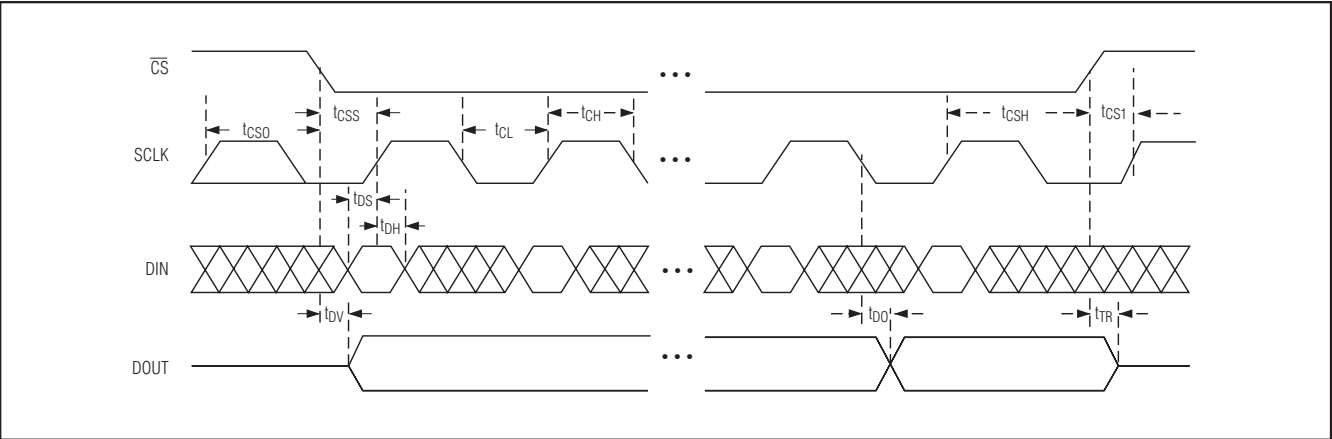 CS
tCSS
tCH
tCSH
tCS1
tCSO
tCL
SCLK
tDS
tDH
DIN
tDV
tDO
tTR
DOUT